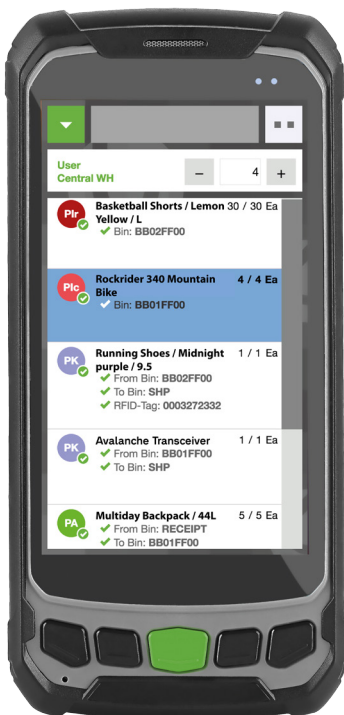 User
Central WH
− 4 +
Plr
Basketball Shorts / Lemon 30 / 30 Ea
Yellow / L
Bin: BB02FF00
Plc
Rockrider 340 Mountain 4 / 4 Ea
Bike
Bin: BB01FF00
PK
Running Shoes / Midnight 1 / 1 Ea
purple / 9.5
From Bin: BB02FF00
To Bin: SHP
RFID-Tag: 0003272332
PK
Avalanche Transceiver 1 / 1 Ea
From Bin: BB01FF00
To Bin: SHP
PA
Multiday Backpack / 44L 5 / 5 Ea
From Bin: RECEIPT
To Bin: BB01FF00